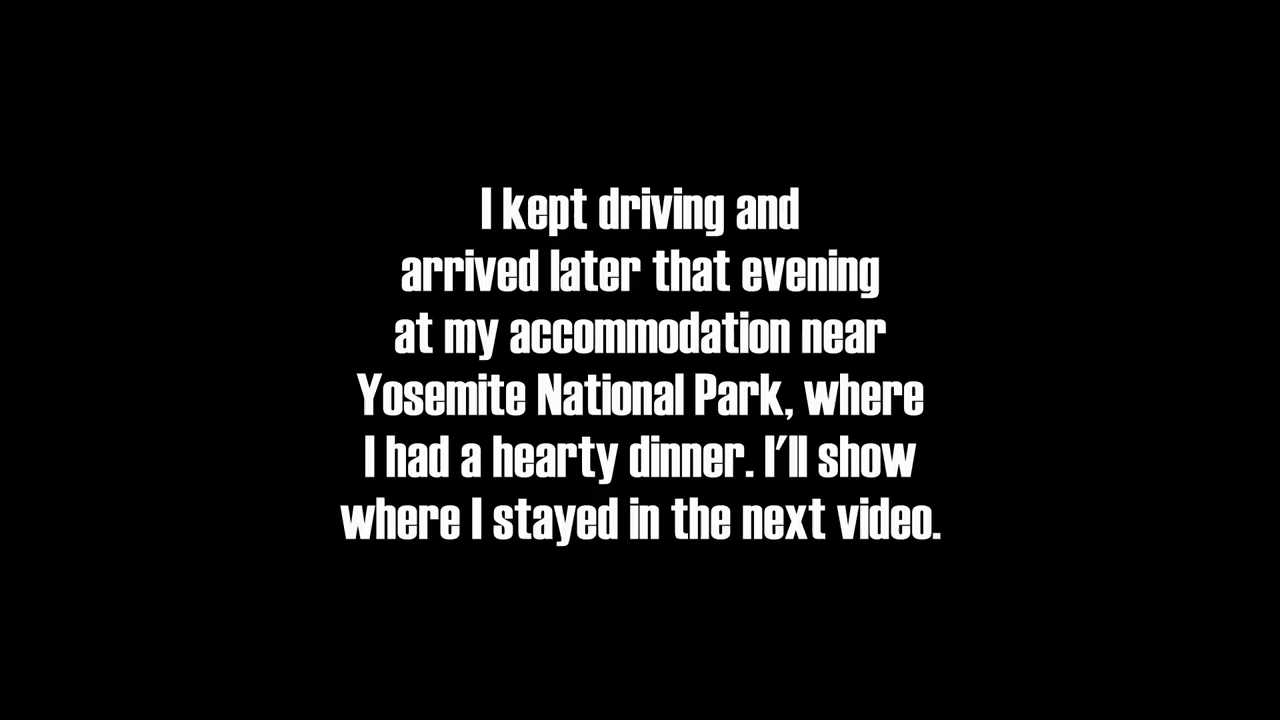 I kept driving and
arrived later that evening
at my accommodation near
Yosemite National Park, where
I had a hearty dinner. I'll show
where I stayed in the next video.